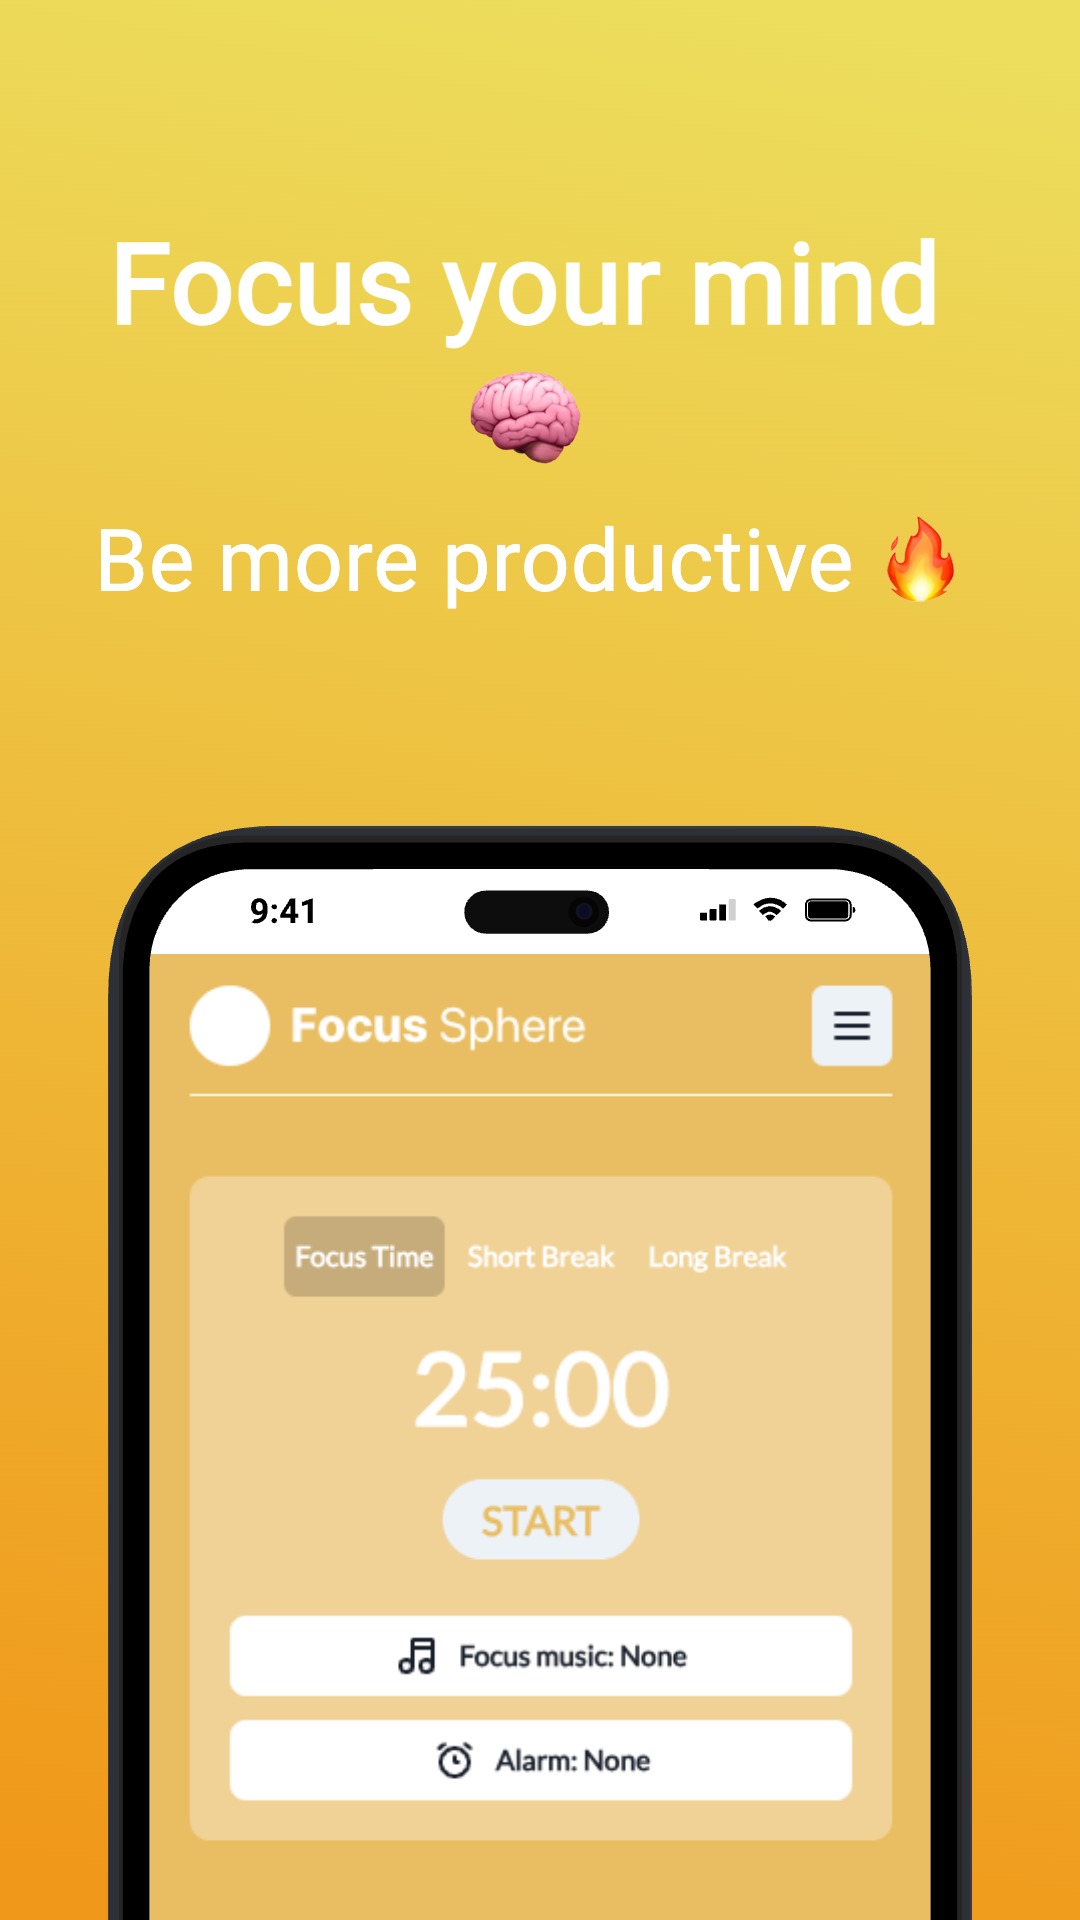 Focus your mind
🧠
Be more productive 🔥
9:41
Focus Sphere
Focus Time Short Break Long Break
25:00
START
Focus music: None
Alarm: None